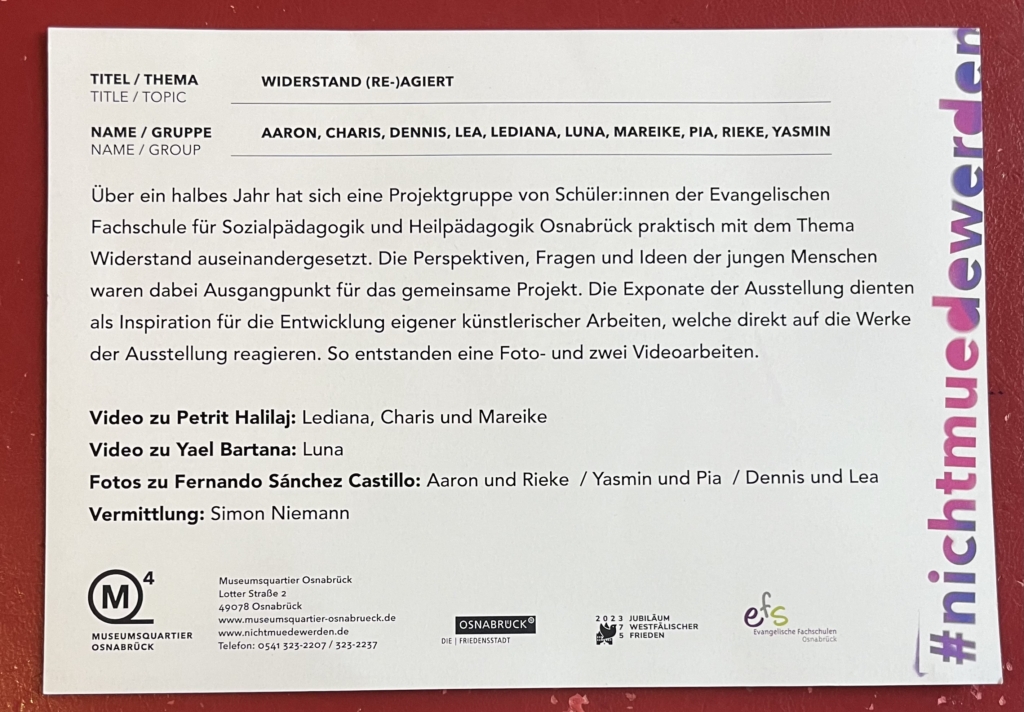 TITEL / THEMA WIDERSTAND (RE-)AGIERT
TITLE / TOPIC
NAME / GRUPPE AARON, CHARIS, DENNIS, LEA, LEDIANA, LUNA, MAREIKE, PIA, RIEKE, YASMIN
NAME / GROUP
Über ein halbes Jahr hat sich eine Projektgruppe von Schüler:innen der Evangelischen
Fachschule für Sozialpädagogik und Heilpädagogik Osnabrück praktisch mit dem Thema
Widerstand auseinandergesetzt. Die Perspektiven, Fragen und Ideen der jungen Menschen
waren dabei Ausgangpunkt für das gemeinsame Projekt. Die Exponate der Ausstellung dienten
als Inspiration für die Entwicklung eigener künstlerischer Arbeiten, welche direkt auf die Werke
der Ausstellung reagieren. So entstanden eine Foto- und zwei Videoarbeiten.
Video zu Petrit Halilaj: Lediana, Charis und Mareike
Video zu Yael Bartana: Luna
Fotos zu Fernando Sánchez Castillo: Aaron und Rieke / Yasmin und Pia / Dennis und Lea
Vermittlung: Simon Niemann
M4
MUSEUMSQUARTIER
OSNABRÜCK
Museumsquartier Osnabrück
Lotter Straße 2
49078 Osnabrück
www.museumsquartier-osnabrueck.de
www.nichtmuedewerden.de
Telefon: 0541 323-2207 / 323-2237
OSNABRÜCK
DIE | FRIEDENSSTADT
2023 JUBILÄUM
7 WESTFÄLISCHER
5 FRIEDEN
efs
Evangelische Fachschulen
Osnabrück
#nichtmuedewerden